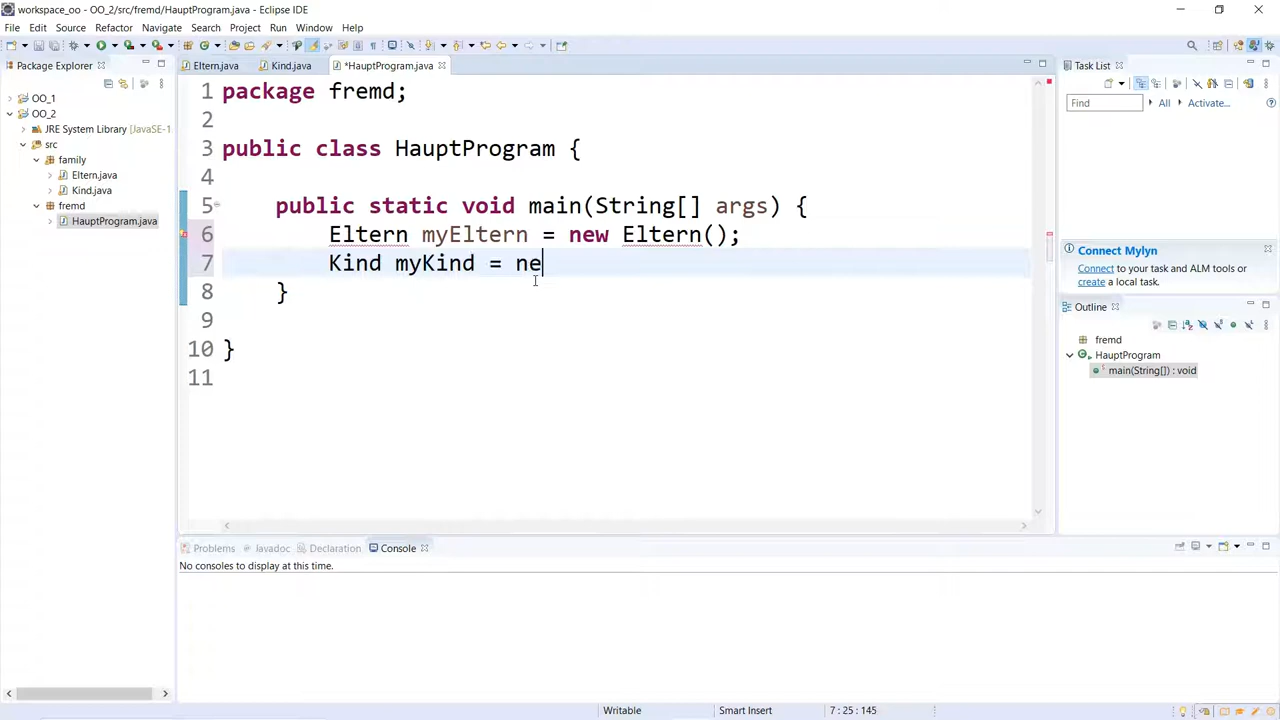 workspace_oo - OO_2/src/fremd/HauptProgram.java - Eclipse IDE
File Edit Source Refactor Navigate Search Project Run Window Help
Package Explorer
Eltern.java Kind.java *HauptProgram.java
Task List
OO_1
OO_2
JRE System Library [JavaSE-1
src
family
Eltern.java
Kind.java
fremd
HauptProgram.java
1 package fremd;
2
3 public class HauptProgram {
4
5 public static void main(String[] args) {
6 Eltern myEltern = new Eltern();
7 Kind myKind = ne
8 }
9
10 }
11
Find All Activate...
Connect Mylyn
Connect to your task and ALM tools or
create a local task.
Outline
fremd
HauptProgram
main(String[]) : void
Problems Javadoc Declaration Console
No consoles to display at this time.
Writable Smart Insert 7 : 25 : 145